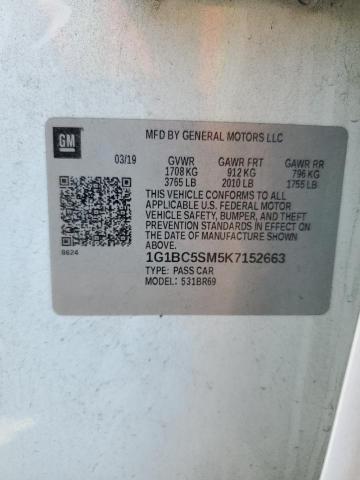 GM
MFD BY GENERAL MOTORS LLC
03/19 GVWR GAWR FRT GAWR RR
1708 KG 912 KG 796 KG
3765 LB 2010 LB 1755 LB
THIS VEHICLE CONFORMS TO ALL
APPLICABLE U.S. FEDERAL MOTOR
VEHICLE SAFETY, BUMPER, AND THEFT
PREVENTION STANDARDS IN EFFECT ON
THE DATE OF MANUFACTURE SHOWN ABOVE.
8624
1G1BC5SM5K7152663
TYPE: PASS CAR
MODEL: 531BR69